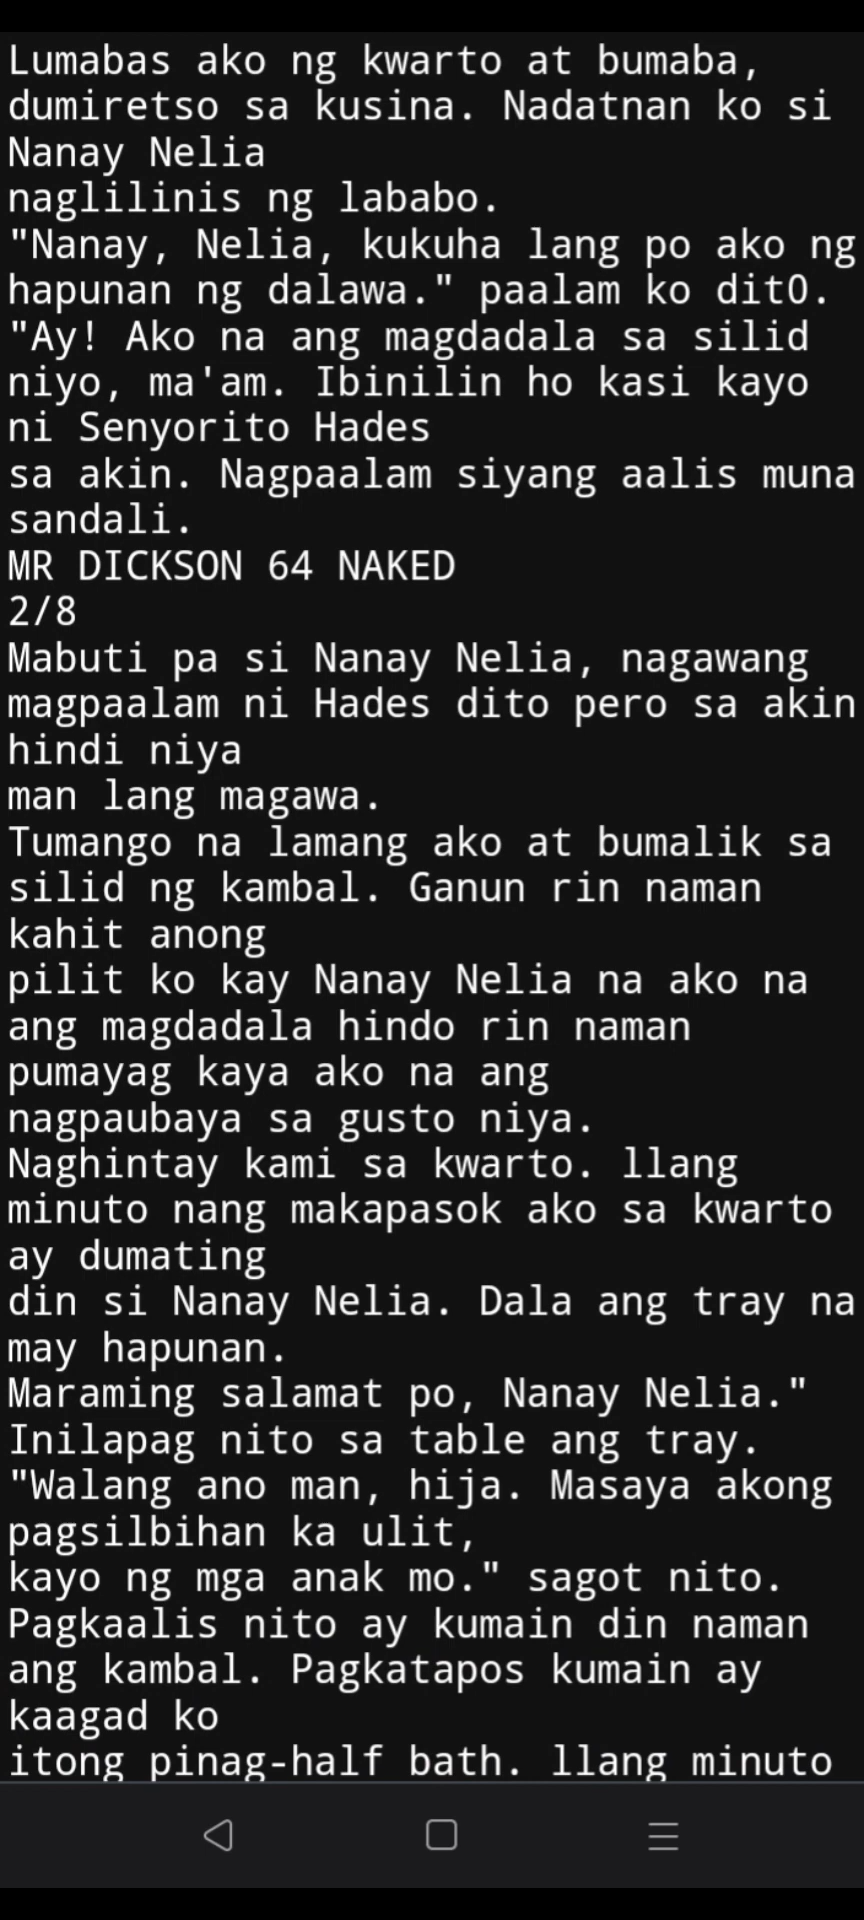 Lumabas ako ng kwarto at bumaba,
dumiretso sa kusina. Nadatnan ko si
Nanay Nelia
naglilinis ng lababo.
"Nanay, Nelia, kukuha lang po ako ng
hapunan ng dalawa." paalam ko dit0.
"Ay! Ako na ang magdadala sa silid
niyo, ma'am. Ibinilin ho kasi kayo
ni Senyorito Hades
sa akin. Nagpaalam siyang aalis muna
sandali.
MR DICKSON 64 NAKED
2/8
Mabuti pa si Nanay Nelia, nagawang
magpaalam ni Hades dito pero sa akin
hindi niya
man lang magawa.
Tumango na lamang ako at bumalik sa
silid ng kambal. Ganun rin naman
kahit anong
pilit ko kay Nanay Nelia na ako na
ang magdadala hindo rin naman
pumayag kaya ako na ang
nagpaubaya sa gusto niya.
Naghintay kami sa kwarto. llang
minuto nang makapasok ako sa kwarto
ay dumating
din si Nanay Nelia. Dala ang tray na
may hapunan.
Maraming salamat po, Nanay Nelia."
Inilapag nito sa table ang tray.
"Walang ano man, hija. Masaya akong
pagsilbihan ka ulit,
kayo ng mga anak mo." sagot nito.
Pagkaalis nito ay kumain din naman
ang kambal. Pagkatapos kumain ay
kaagad ko
itong pinag-half bath. llang minuto